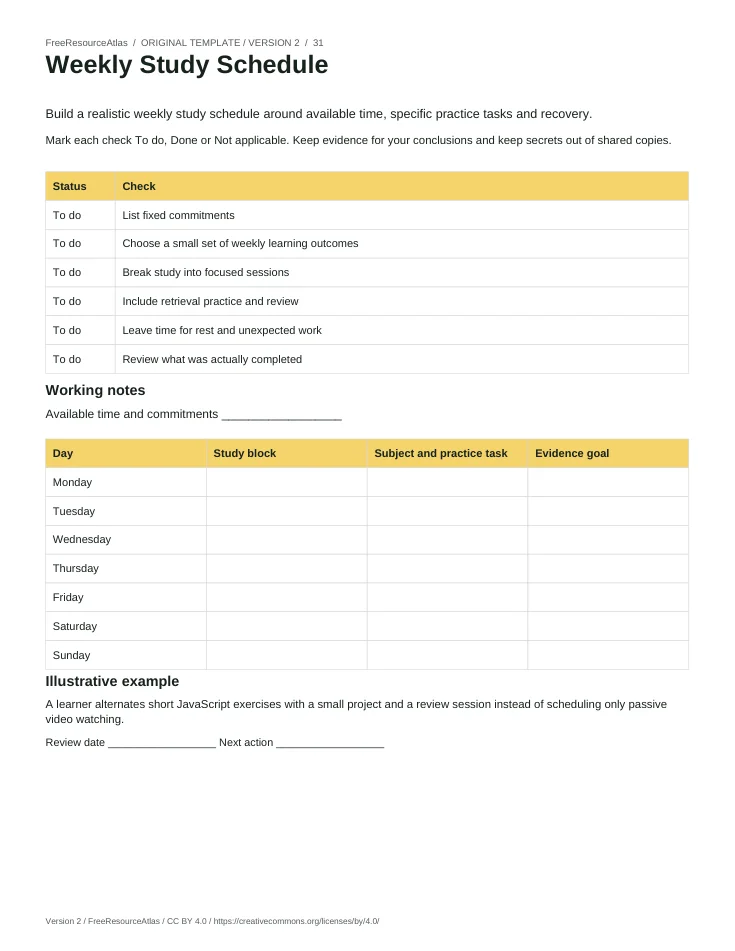 FreeResourceAtlas / ORIGINAL TEMPLATE / VERSION 2 / 31
Weekly Study Schedule
Build a realistic weekly study schedule around available time, specific practice tasks and recovery.
Mark each check To do, Done or Not applicable. Keep evidence for your conclusions and keep secrets out of shared copies.
Status Check
To do List fixed commitments
To do Choose a small set of weekly learning outcomes
To do Break study into focused sessions
To do Include retrieval practice and review
To do Leave time for rest and unexpected work
To do Review what was actually completed
Working notes
Available time and commitments __________________
Day Study block Subject and practice task Evidence goal
Monday
Tuesday
Wednesday
Thursday
Friday
Saturday
Sunday
Illustrative example
A learner alternates short JavaScript exercises with a small project and a review session instead of scheduling only passive
video watching.
Review date __________________ Next action __________________
Version 2 / FreeResourceAtlas / CC BY 4.0 / https://creativecommons.org/licenses/by/4.0/